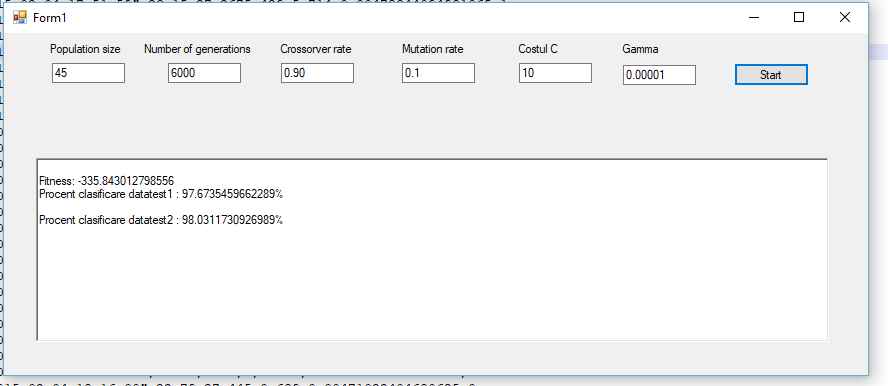 Form1
Population size Number of generations Crossorver rate Mutation rate Costul C Gamma
45 6000 0.90 0.1 10 0.00001 Start
Fitness: -335.843012798556
Procent clasificare datatest1 : 97.6735459662289%
Procent clasificare datatest2 : 98.0311730926989%